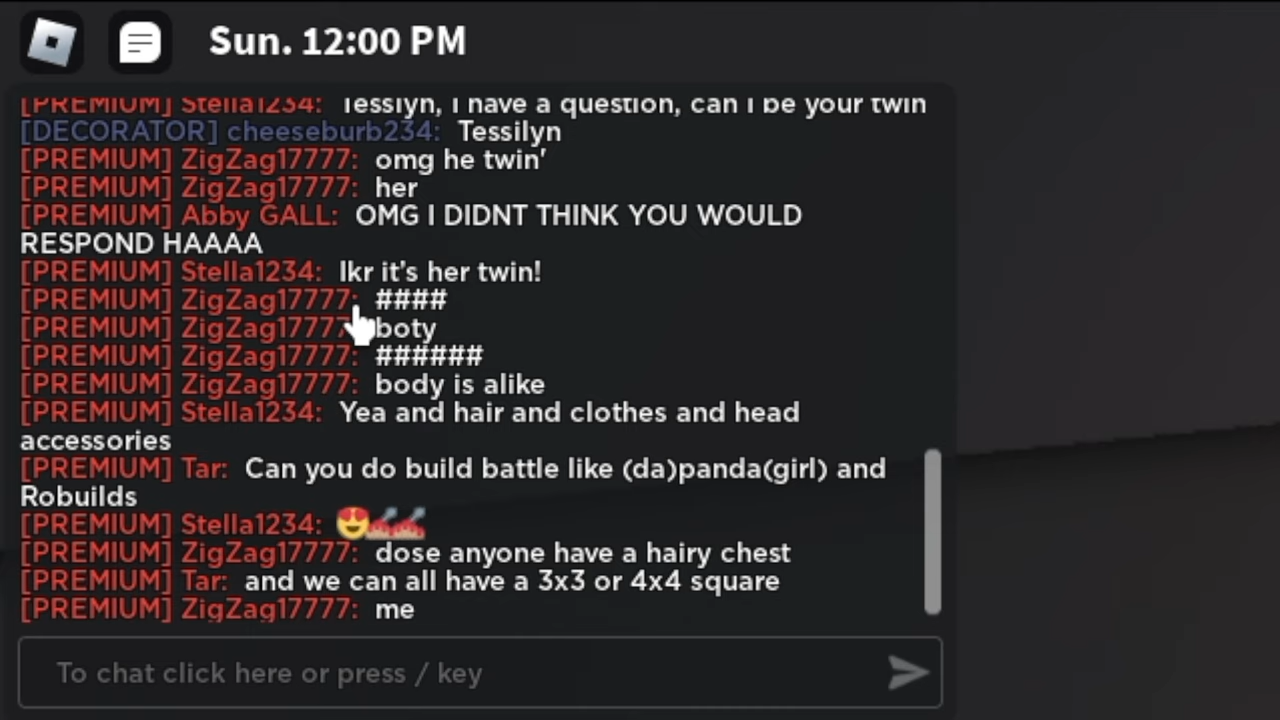 Sun. 12:00 PM
[PREMIUM] Stella1234: Tesslyn, I have a question, can I be your twin
[DECORATOR] cheeseburb234: Tessilyn
[PREMIUM] ZigZag17777: omg he twin'
[PREMIUM] ZigZag17777: her
[PREMIUM] Abby GALL: OMG I DIDNT THINK YOU WOULD
RESPOND HAAAA
[PREMIUM] Stella1234: Ikr it's her twin!
[PREMIUM] ZigZag17777: ####
[PREMIUM] ZigZag17777: boty
[PREMIUM] ZigZag17777: ######
[PREMIUM] ZigZag17777: body is alike
[PREMIUM] Stella1234: Yea and hair and clothes and head
accessories
[PREMIUM] Tar: Can you do build battle like (da)panda(girl) and
Robuilds
[PREMIUM] Stella1234: 😍💅💅
[PREMIUM] ZigZag17777: dose anyone have a hairy chest
[PREMIUM] Tar: and we can all have a 3x3 or 4x4 square
[PREMIUM] ZigZag17777: me
To chat click here or press / key